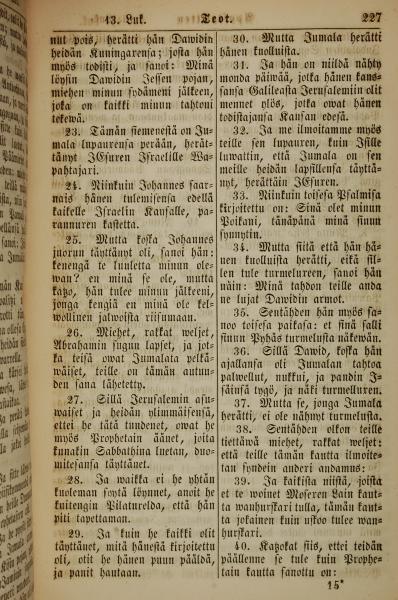 13. Luk. Teot. 227
nut pois, herätti hän Dawidin
heidän Kuningaxensa; josta hän
myös todisti, ja sanoi: Minä
löysin Dawidin Jessen pojan,
miehen minun sydämeni jälkeen,
joka on kaikki minun tahtoni
tekewä.
23. Tämän siemenestä on Ju-
mala lupauxensa perään, herät-
tänyt JEsuxen Israelille Wa-
pahtajaxi.
24. Niinkuin Johannes saar-
nais hänen tulemisensa edellä
kaikelle Israelin Kansalle, pa-
rannuxen kastetta.
25. Mutta koska Johannes
juoxun täyttänyt oli, sanoi hän:
kenengä te luuletta minun ole-
wan? en minä se ole, mutta
katzo, hän tulee minun jälkeeni,
jonga kengiä en minä ole kel-
wollinen jalwoista riisumaan.
26. Miehet, rakkat weljet,
Abrahamin sugun lapset, ja jot-
ka teisä owat Jumalata pelkä-
wäiset, teille on tämän autuu-
den sana lähetetty.
27. Sillä Jerusalemin asu-
waiset ja heidän ylimmäisensä,
ettei he tätä tundenet, owat he
myös Prophetain äänet, joita
kunakin Sabbathina luetan, duo-
mitesansa täyttänet.
28. Ja waikka ei he yhtän
kuoleman syytä löynnet, anoit he
kuitengin Pilatuxelda, että hän
piti tapettaman.
29. Ja kuin he kaikki olit
täyttänet, mitä hänestä kirjoitettu
oli, otit he hänen puun päälдä,
ja panit hautaan.
30. Mutta Jumala herätti
hänen kuolluista.
31. Ja hän on niildä nähty
monda päiwää, jotka hänen kans-
sansa Galileasta Jerusalemiin olit
mennet ylös, jotka owat hänen
todistajansa Kansan edesä.
32. Ja me ilmoitamme myös
teille sen lupauxen, kuin Isille
luwattin, että Jumala on sen
meille heidän lapsillensa täyttä-
nyt, herättäin JEsuxen.
33. Niinkuin toisesa Psalmisa
kirjoitettu on: Sinä olet minun
Poikani, tänäpänä minä sinun
synnytin.
34. Mutta siitä että hän hä-
nen kuolluista herätti, eikä sil-
len tule turmeluxeen, sanoi hän
näin: Minä tahdon teille anda
ne lujat Dawidin armot.
35. Sentähden hän myös sa-
noo toisesa paikasa: et sinä salli
sinun Pyhäs turmelusta näkewän.
36. Sillä Dawid, koska hän
ajallansa oli Jumalan tahtoa
palwellut, nukkui, ja pandin I-
säinsä tygö, ja näki turmelluxen.
37. Mutta se, jonga Jumala
herätti, ei ole nähnyt turmelusta.
38. Sentähden olkon teille
tiettäwä miehet, rakkat weljet:
että teille tämän kautta ilmoite-
tan syndein andexi andamus:
39. Ja kaikista niistä, joista
et te woinet Mosexen Lain kaut-
ta wanhurskaxi tulla, tämän kaut-
ta jokainen kuin uskoo tulee wan-
hurskaxi.
40. Katzokat siis, ettei teidän
päällenne se tule kuin Prophe-
tain kautta sanottu on:
15*